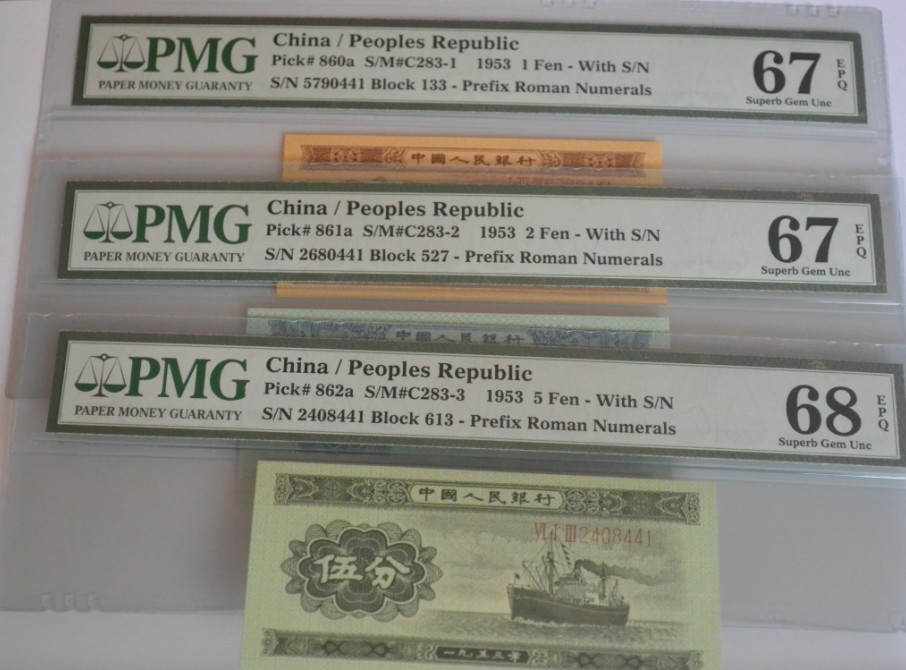 PMG
PAPER MONEY GUARANTY
China / Peoples Republic
Pick# 860a S/M#C283-1 1953 1 Fen - With S/N
S/N 5790441 Block 133 - Prefix Roman Numerals
67 EPQ
Superb Gem Unc
中國人民銀行
PMG
PAPER MONEY GUARANTY
China / Peoples Republic
Pick# 861a S/M#C283-2 1953 2 Fen - With S/N
S/N 2680441 Block 527 - Prefix Roman Numerals
67 EPQ
Superb Gem Unc
中國人民銀行
PMG
PAPER MONEY GUARANTY
China / Peoples Republic
Pick# 862a S/M#C283-3 1953 5 Fen - With S/N
S/N 2408441 Block 613 - Prefix Roman Numerals
68 EPQ
Superb Gem Unc
中國人民銀行
VI I III 2408441
伍分
一九五三年